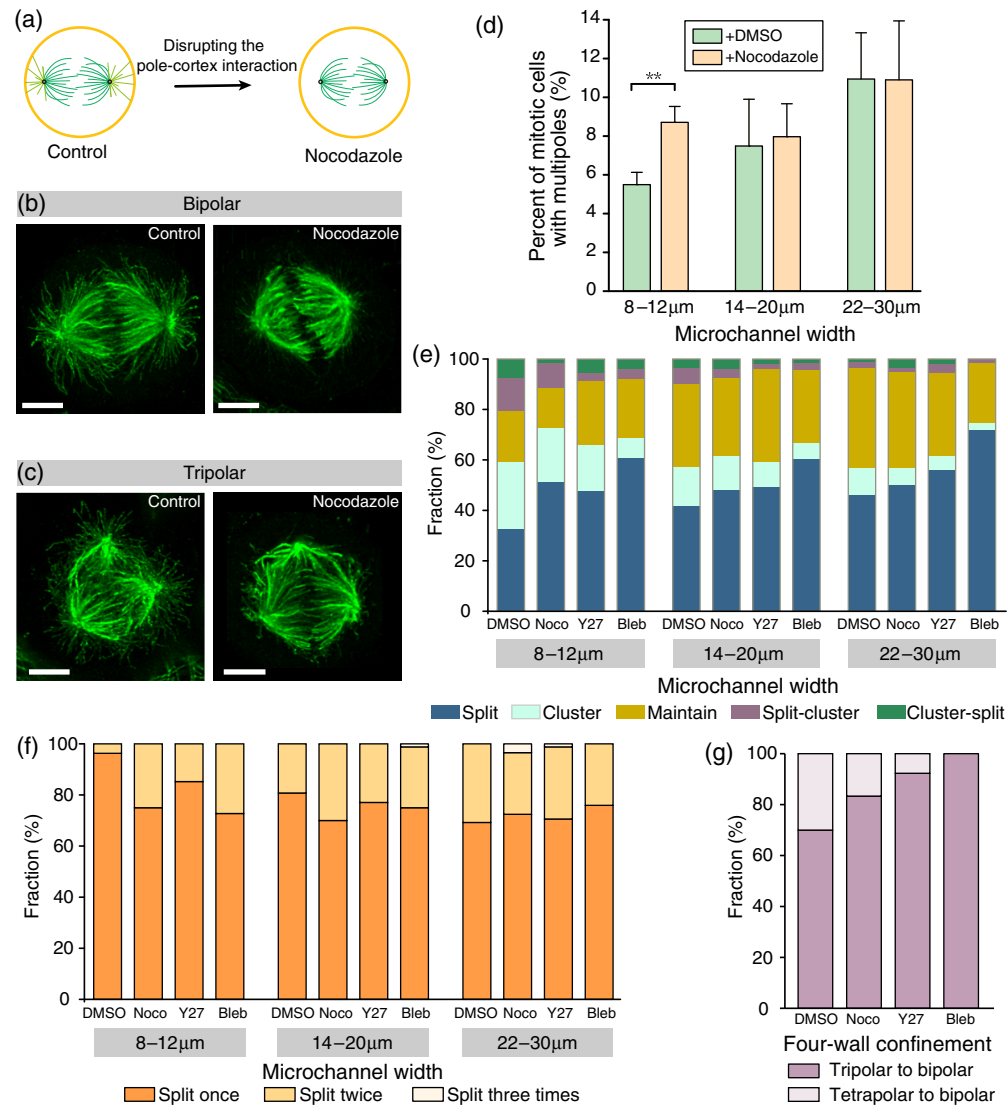 (a)
Disrupting the
pole-cortex interaction
Control
Nocodazole
(b)
Bipolar
Control
Nocodazole
(c)
Tripolar
Control
Nocodazole
(d)
Percent of mitotic cells
with multipoles (%)
14
12
10
8
6
4
2
0
+DMSO
+Nocodazole
**
8–12μm
14–20μm
22–30μm
Microchannel width
(e)
Fraction (%)
100
80
60
40
20
0
DMSO Noco Y27 Bleb DMSO Noco Y27 Bleb DMSO Noco Y27 Bleb
8–12μm 14–20μm 22–30μm
Microchannel width
Split Cluster Maintain Split-cluster Cluster-split
(f)
Fraction (%)
100
80
60
40
20
0
DMSO Noco Y27 Bleb DMSO Noco Y27 Bleb DMSO Noco Y27 Bleb
8–12μm 14–20μm 22–30μm
Microchannel width
Split once Split twice Split three times
(g)
Fraction (%)
100
80
60
40
20
0
DMSO Noco Y27 Bleb
Four-wall confinement
Tripolar to bipolar
Tetrapolar to bipolar